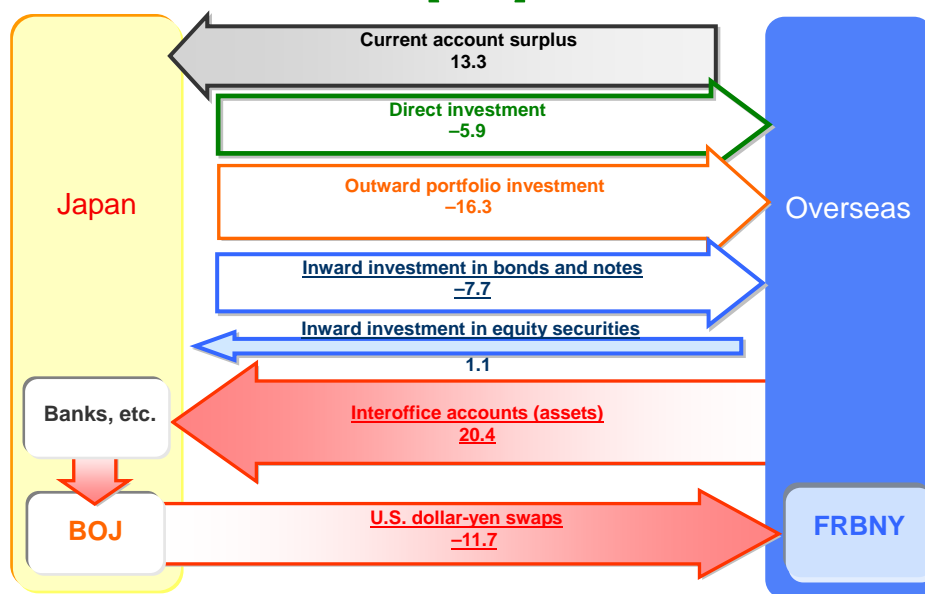 Current account surplus
13.3
Direct investment
–5.9
Outward portfolio investment
–16.3
Japan
Overseas
Inward investment in bonds and notes
–7.7
Inward investment in equity securities
1.1
Banks, etc.
Interoffice accounts (assets)
20.4
BOJ
U.S. dollar-yen swaps
–11.7
FRBNY